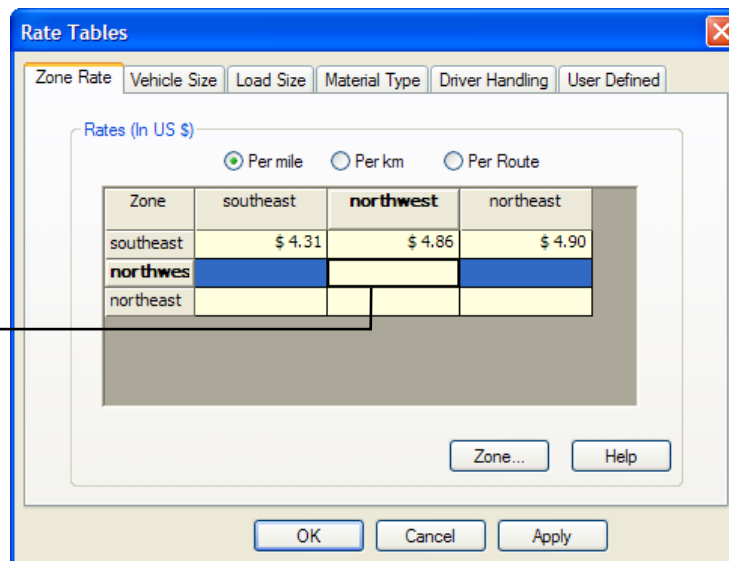 Rate Tables
Zone Rate Vehicle Size Load Size Material Type Driver Handling User Defined
Rates (In US $)
Per mile Per km Per Route
Zone southeast northwest northeast
southeast $ 4.31 $ 4.86 $ 4.90
northwes
northeast
Zone... Help
OK Cancel Apply